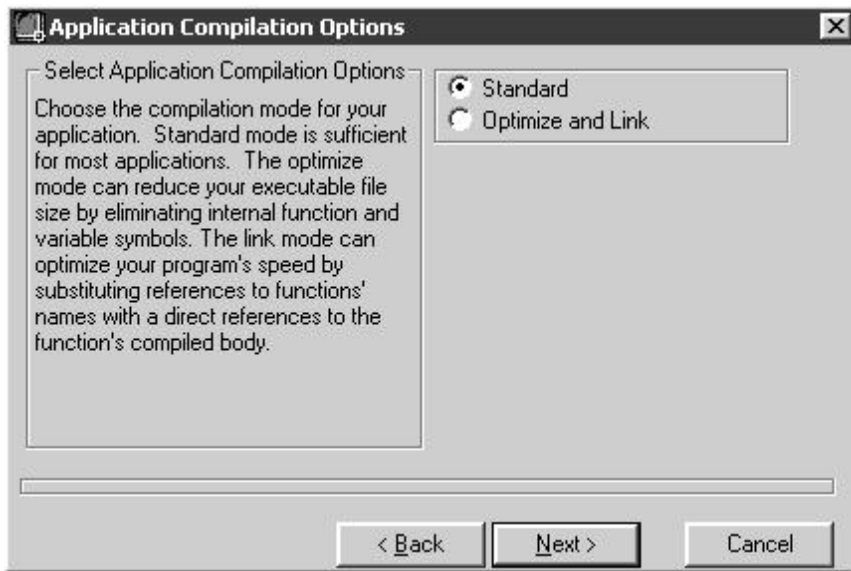 Application Compilation Options
Select Application Compilation Options
Choose the compilation mode for your
application. Standard mode is sufficient
for most applications. The optimize
mode can reduce your executable file
size by eliminating internal function and
variable symbols. The link mode can
optimize your program's speed by
substituting references to functions'
names with a direct references to the
function's compiled body.
Standard
Optimize and Link
< Back
Next >
Cancel